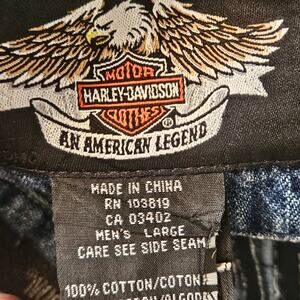 MOTOR
HARLEY-DAVIDSON
CLOTHES
®
AN AMERICAN LEGEND
MADE IN CHINA
RN 103819
CA 03402
MEN'S LARGE
CARE SEE SIDE SEAM
100% COTTON/COTON/